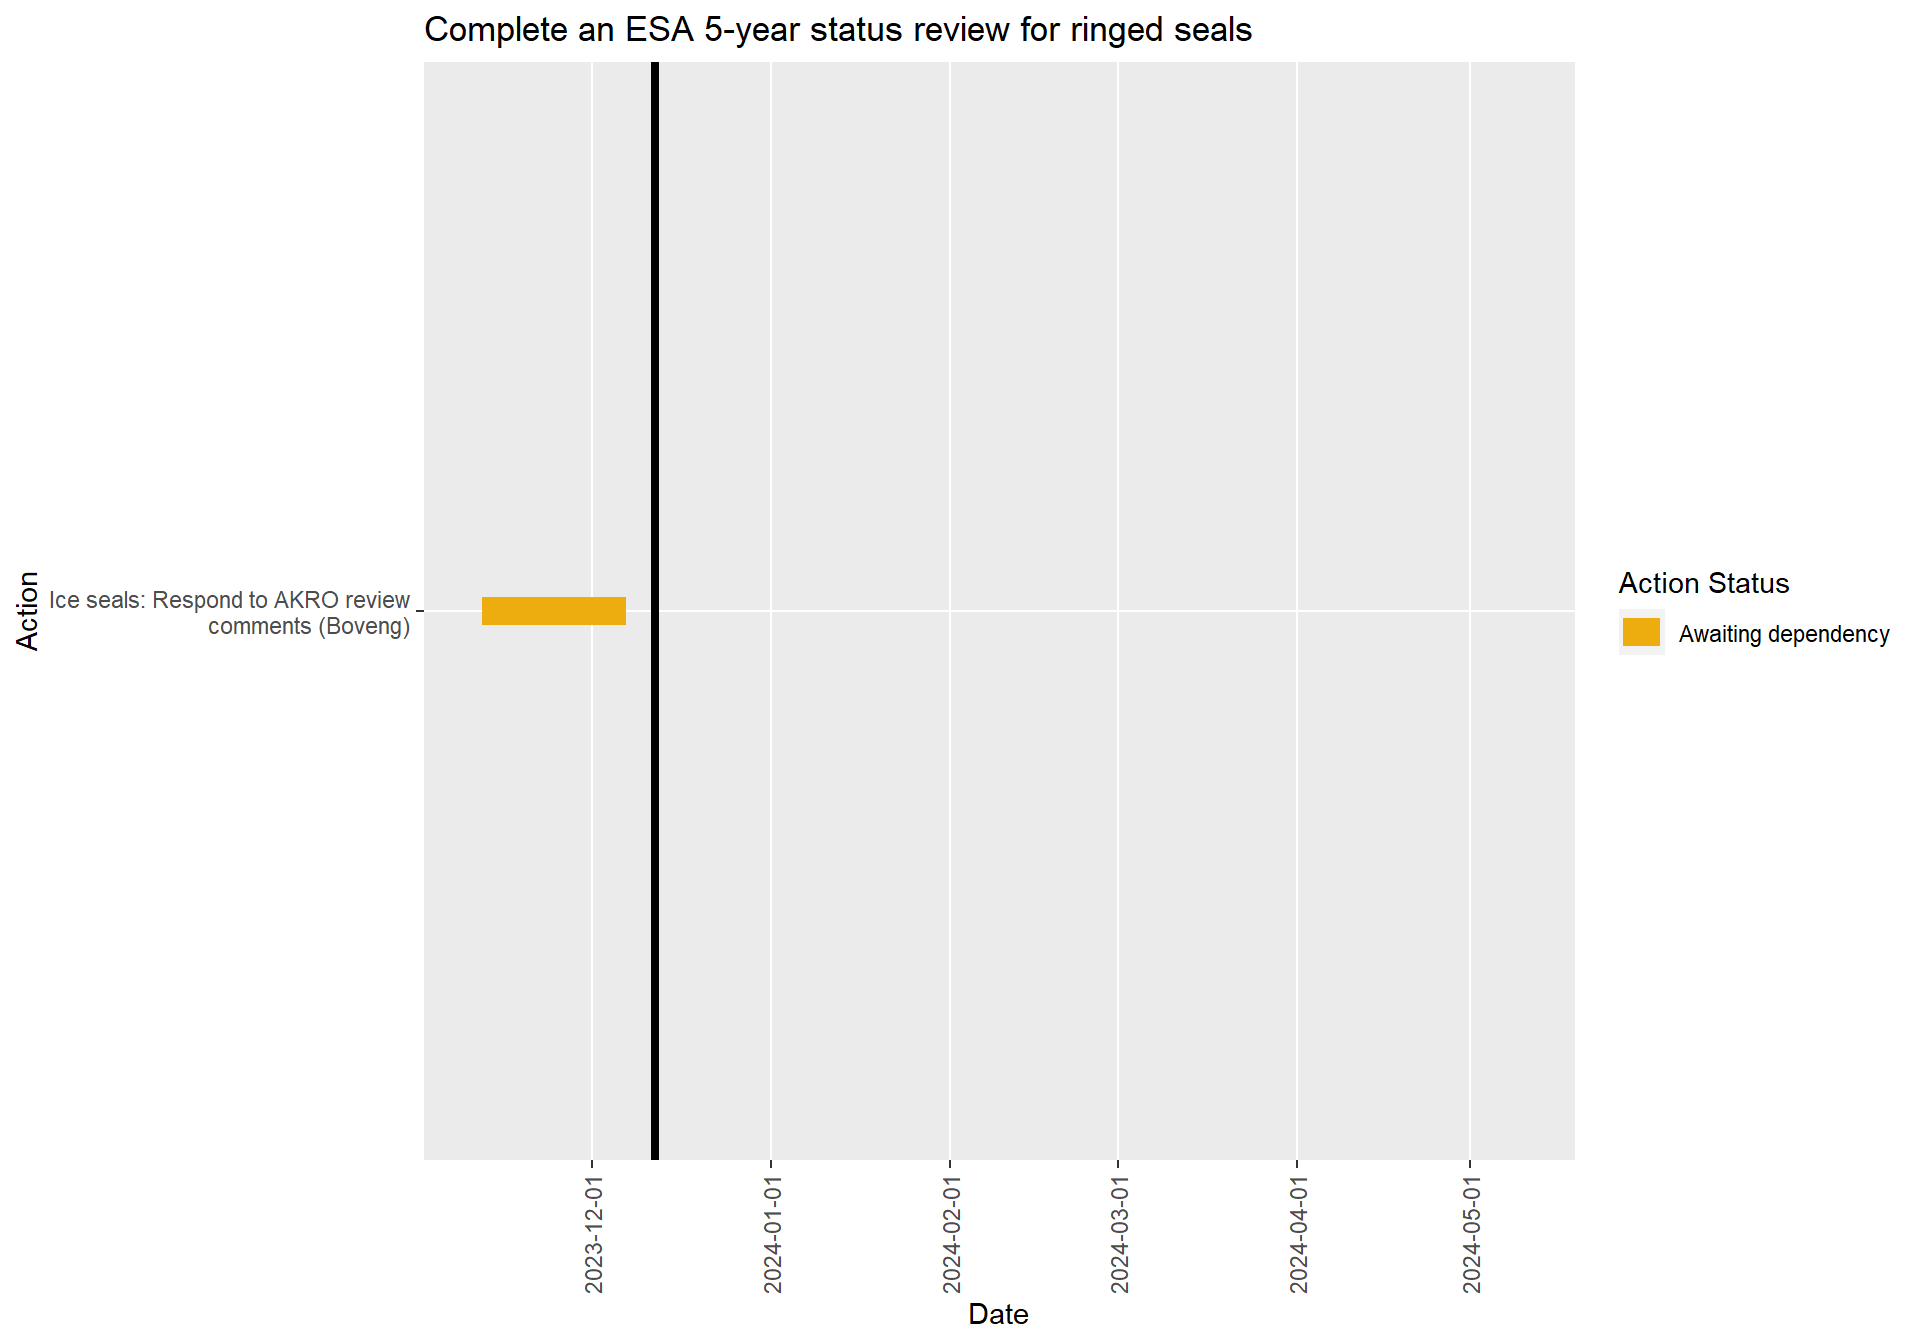 Complete an ESA 5-year status review for ringed seals
Action
Ice seals: Respond to AKRO review
comments (Boveng)
Action Status
Awaiting dependency
2023-12-01
2024-01-01
2024-02-01
2024-03-01
2024-04-01
2024-05-01
Date